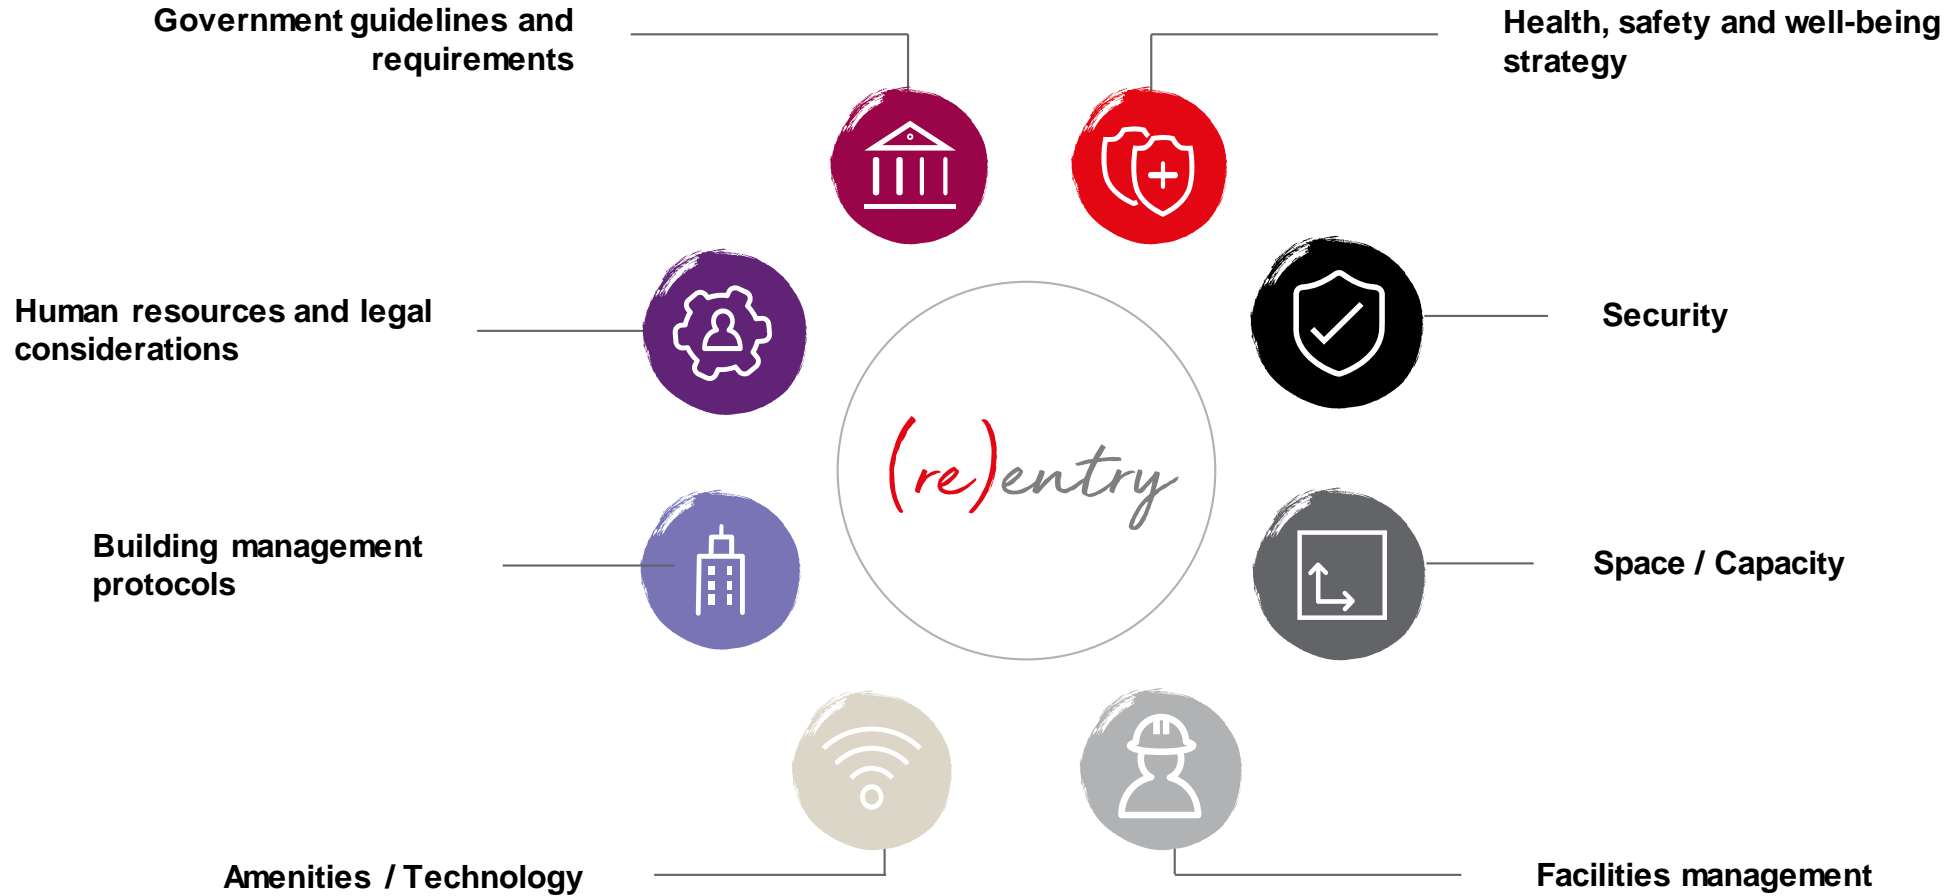 Government guidelines and
requirements
Health, safety and well-being
strategy
Human resources and legal
considerations
Security
(re)entry
Building management
protocols
Space / Capacity
Amenities / Technology
Facilities management